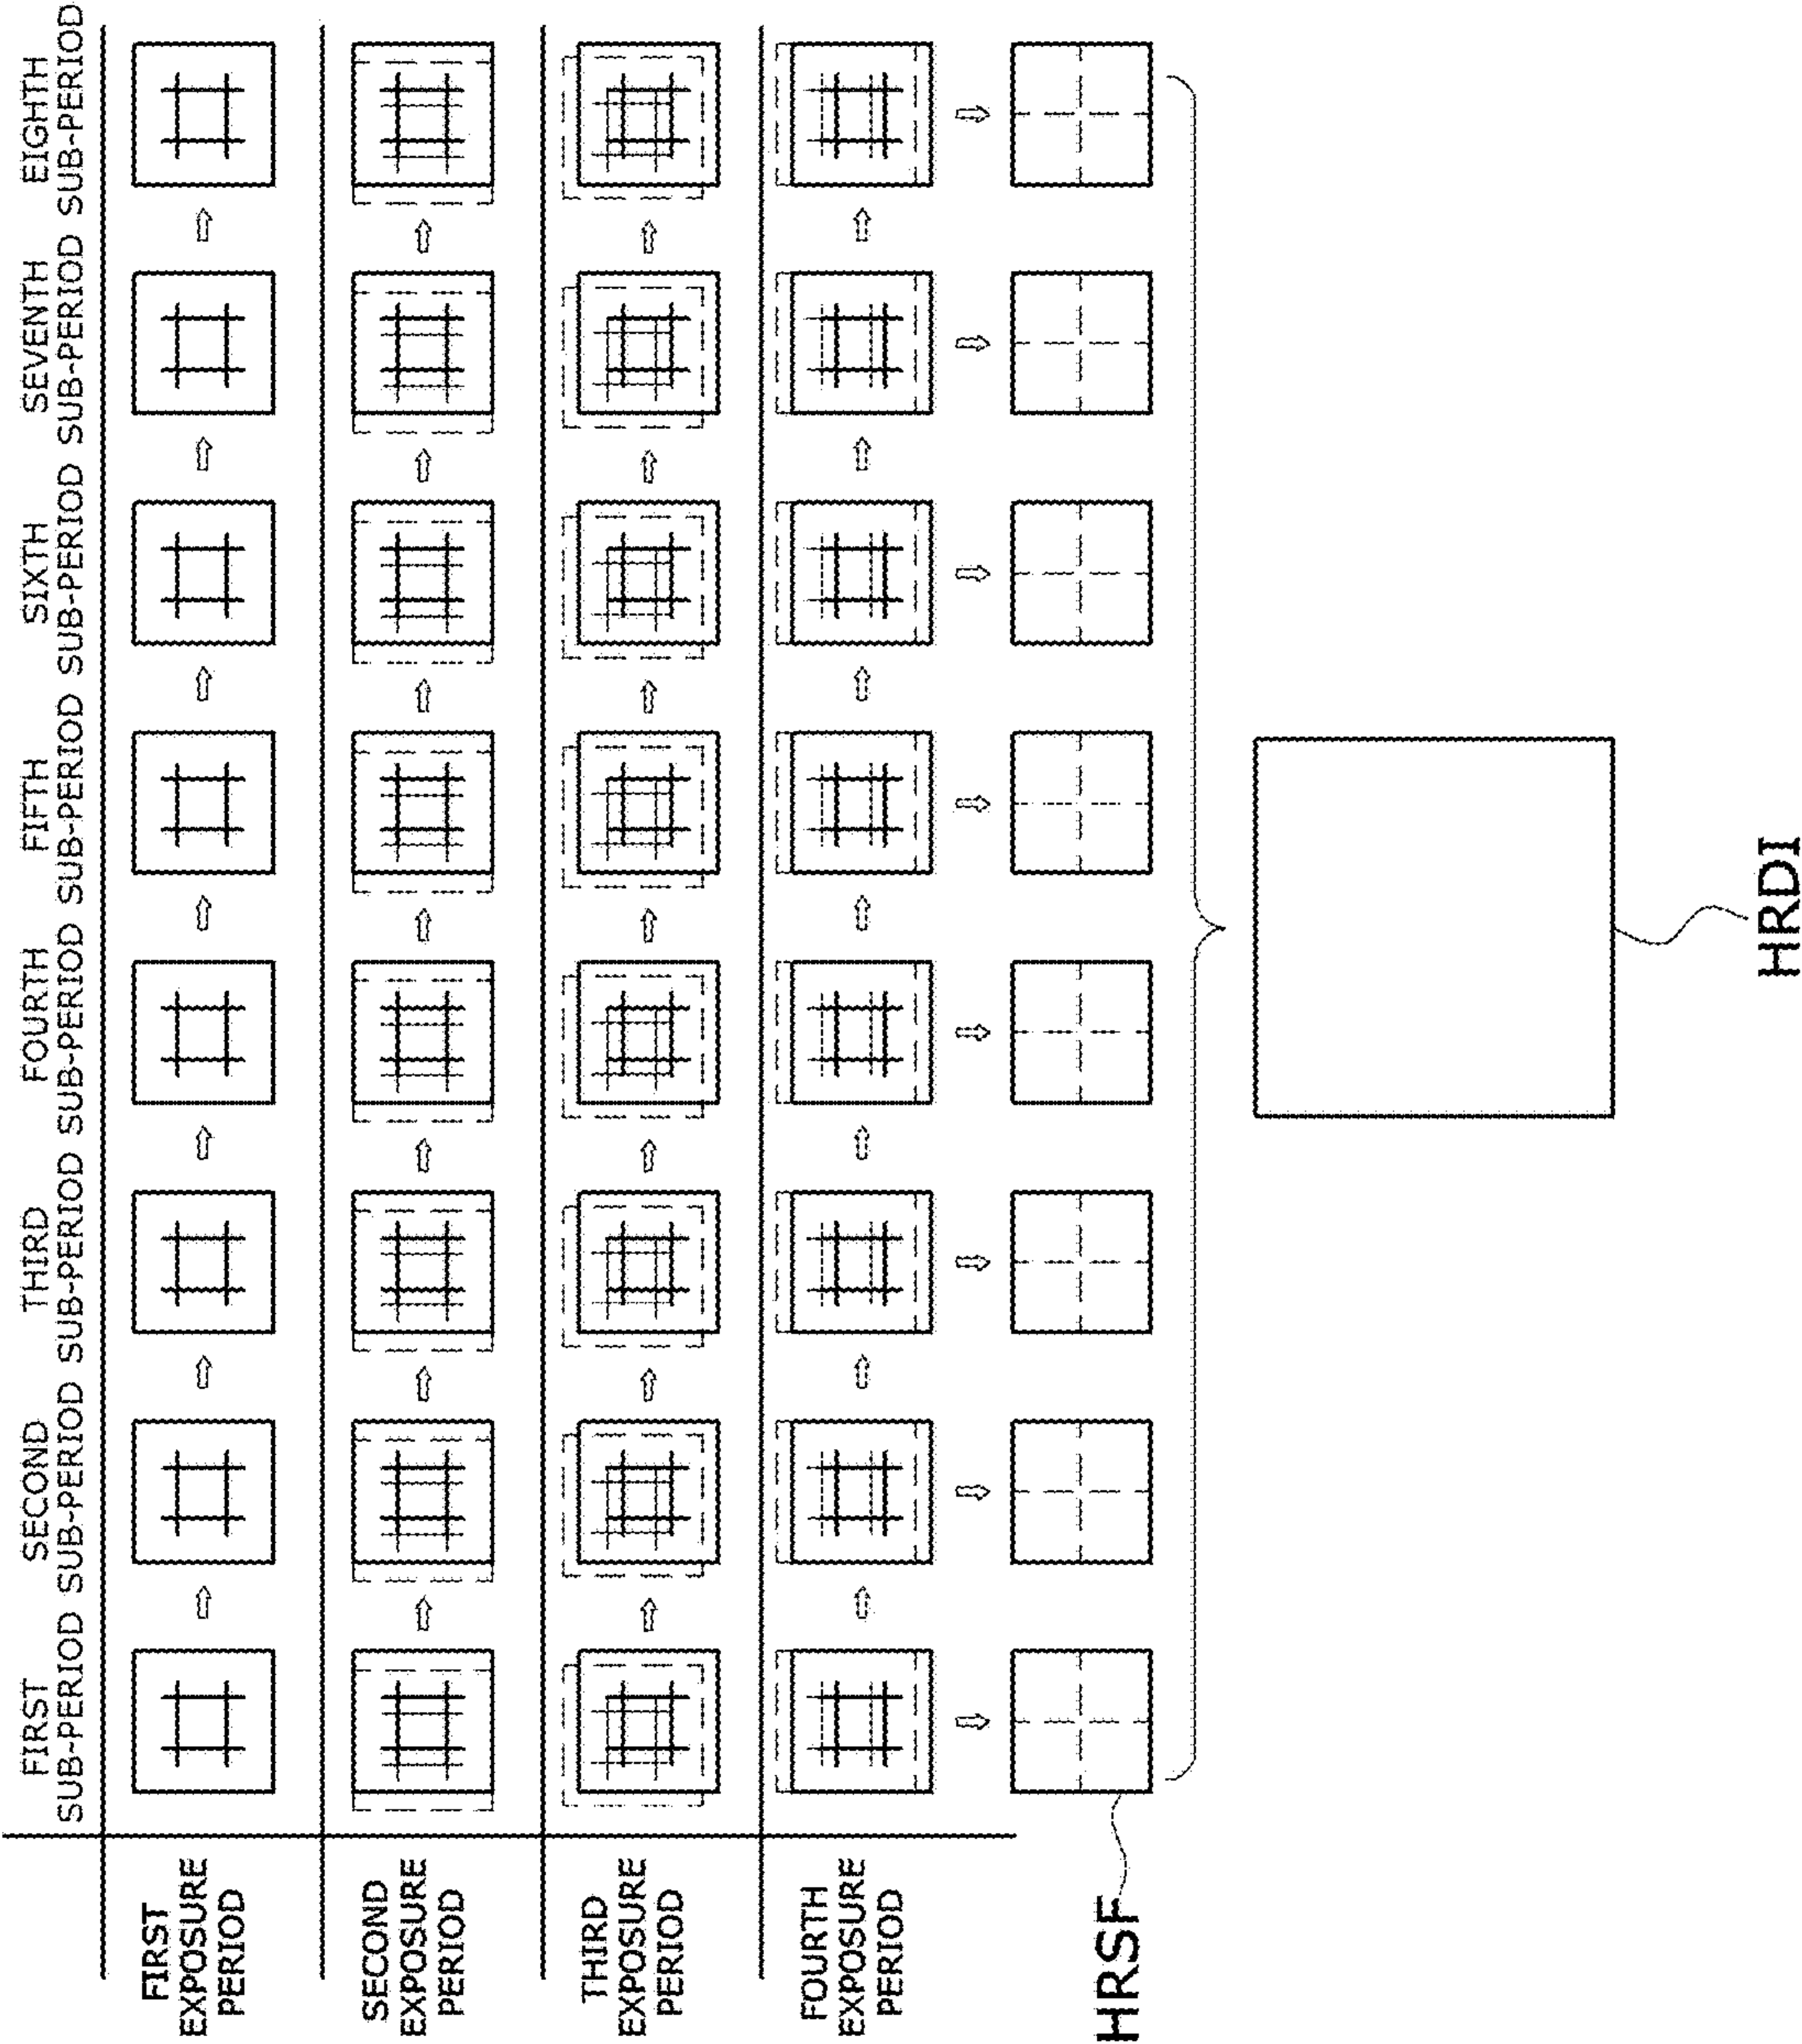 FIRST
SUB-PERIOD
SECOND
SUB-PERIOD
THIRD
SUB-PERIOD
FOURTH
SUB-PERIOD
FIFTH
SUB-PERIOD
SIXTH
SUB-PERIOD
SEVENTH
SUB-PERIOD
EIGHTH
SUB-PERIOD
FIRST
EXPOSURE
PERIOD
SECOND
EXPOSURE
PERIOD
THIRD
EXPOSURE
PERIOD
FOURTH
EXPOSURE
PERIOD
HRSF
HRDI